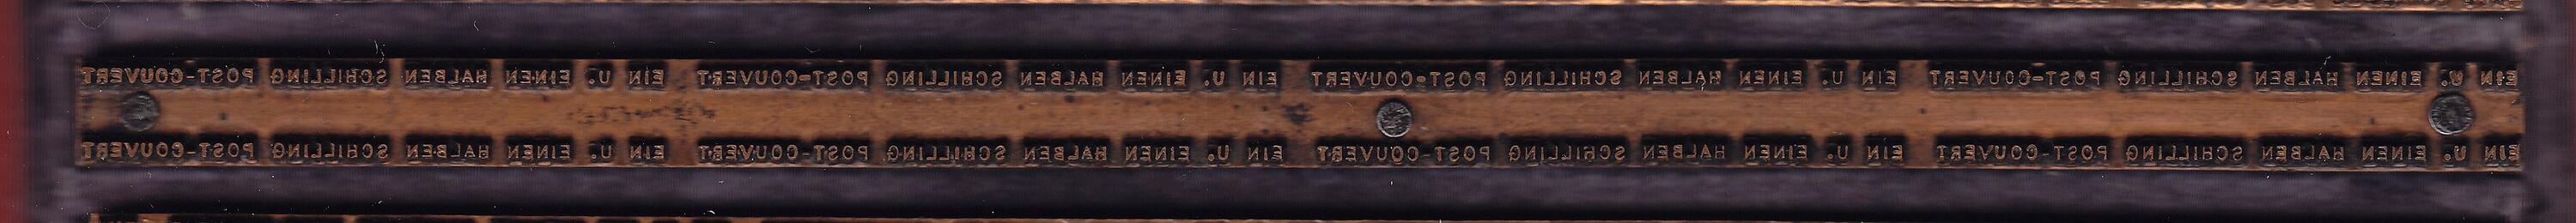 EIN U. EINEN HALBEN SCHILLING POST-COUVERT EIN U. EINEN HALBEN SCHILLING POST-COUVERT EIN U. EINEN HALBEN SCHILLING POST-COUVERT EIN U. EINEN HALBEN SCHILLING POST-COUVERT
EIN U. EINEN HALBEN SCHILLING POST-COUVERT EIN U. EINEN HALBEN SCHILLING POST-COUVERT EIN U. EINEN HALBEN SCHILLING POST-COUVERT EIN U. EINEN HALBEN SCHILLING POST-COUVERT